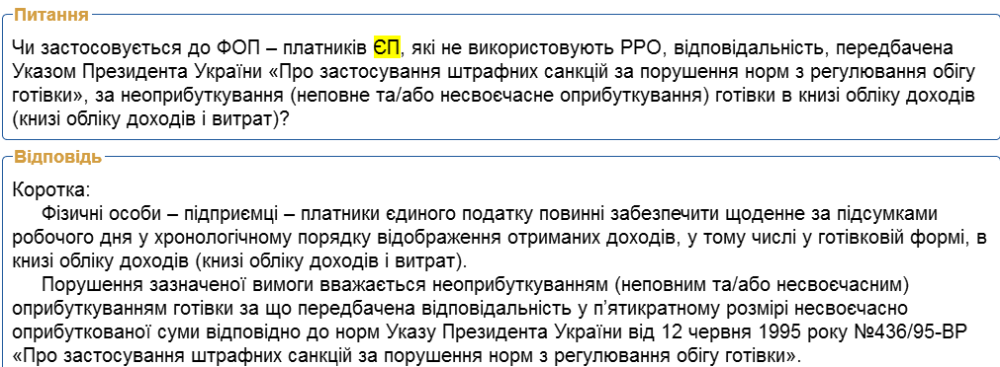 Питання
Чи застосовується до ФОП – платників ЄП, які не використовують РРО, відповідальність, передбачена
Указом Президента України «Про застосування штрафних санкцій за порушення норм з регулювання обігу
готівки», за неоприбуткування (неповне та/або несвоєчасне оприбуткування) готівки в книзі обліку доходів
(книзі обліку доходів і витрат)?
Відповідь
Коротка:
Фізичні особи – підприємці – платники єдиного податку повинні забезпечити щоденне за підсумками
робочого дня у хронологічному порядку відображення отриманих доходів, у тому числі у готівковій формі, в
книзі обліку доходів (книзі обліку доходів і витрат).
Порушення зазначеної вимоги вважається неоприбуткуванням (неповним та/або несвоєчасним)
оприбуткуванням готівки за що передбачена відповідальність у п’ятикратному розмірі несвоєчасно
оприбуткованої суми відповідно до норм Указу Президента України від 12 червня 1995 року №436/95-ВР
«Про застосування штрафних санкцій за порушення норм з регулювання обігу готівки».